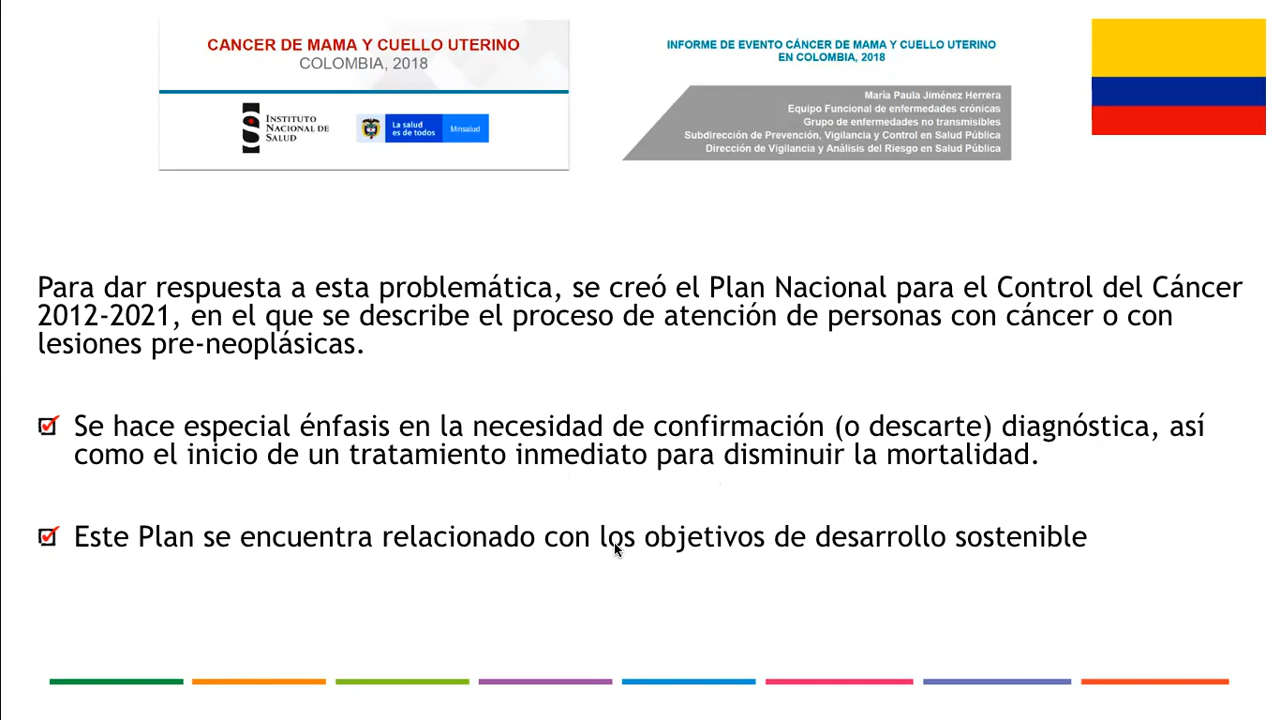 CANCER DE MAMA Y CUELLO UTERINO
COLOMBIA, 2018
INSTITUTO
NACIONAL DE
SALUD
La salud
es de todos
Minsalud
INFORME DE EVENTO CÁNCER DE MAMA Y CUELLO UTERINO
EN COLOMBIA, 2018
María Paula Jiménez Herrera
Equipo Funcional de enfermedades crónicas
Grupo de enfermedades no transmisibles
Subdirección de Prevención, Vigilancia y Control en Salud Pública
Dirección de Vigilancia y Análisis del Riesgo en Salud Pública
Para dar respuesta a esta problemática, se creó el Plan Nacional para el Control del Cáncer
2012-2021, en el que se describe el proceso de atención de personas con cáncer o con
lesiones pre-neoplásicas.
Se hace especial énfasis en la necesidad de confirmación (o descarte) diagnóstica, así
como el inicio de un tratamiento inmediato para disminuir la mortalidad.
Este Plan se encuentra relacionado con los objetivos de desarrollo sostenible